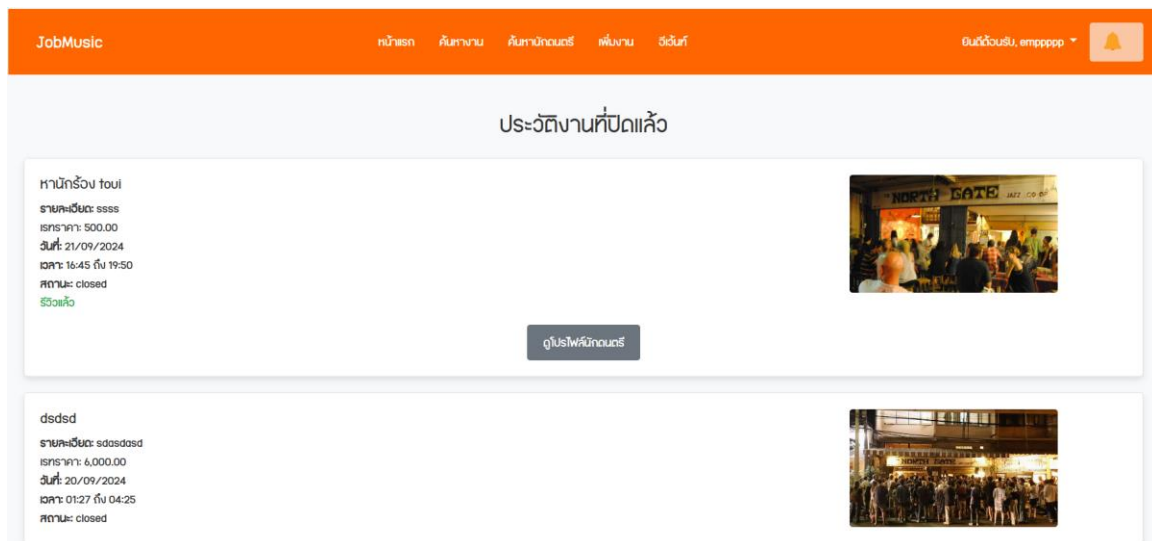 JobMusic
หน้าแรก ค้นหางาน ค้นหานักดนตรี เพิ่มงาน อีเว้นท์
ยินดีต้อนรับ, emppppp
ประวัติงานที่ปิดแล้ว
หานักร้อง toui
รายละเอียด: ssss
เรทราคา: 500.00
วันที่: 21/09/2024
เวลา: 16:45 ถึง 19:50
สถานะ: closed
รีวิวแล้ว
NORTH GATE JAZZ CO OP
ดูโปรไฟล์นักดนตรี
dsdsd
รายละเอียด: sdasdasd
เรทราคา: 6,000.00
วันที่: 20/09/2024
เวลา: 01:27 ถึง 04:25
สถานะ: closed
NORTH GATE